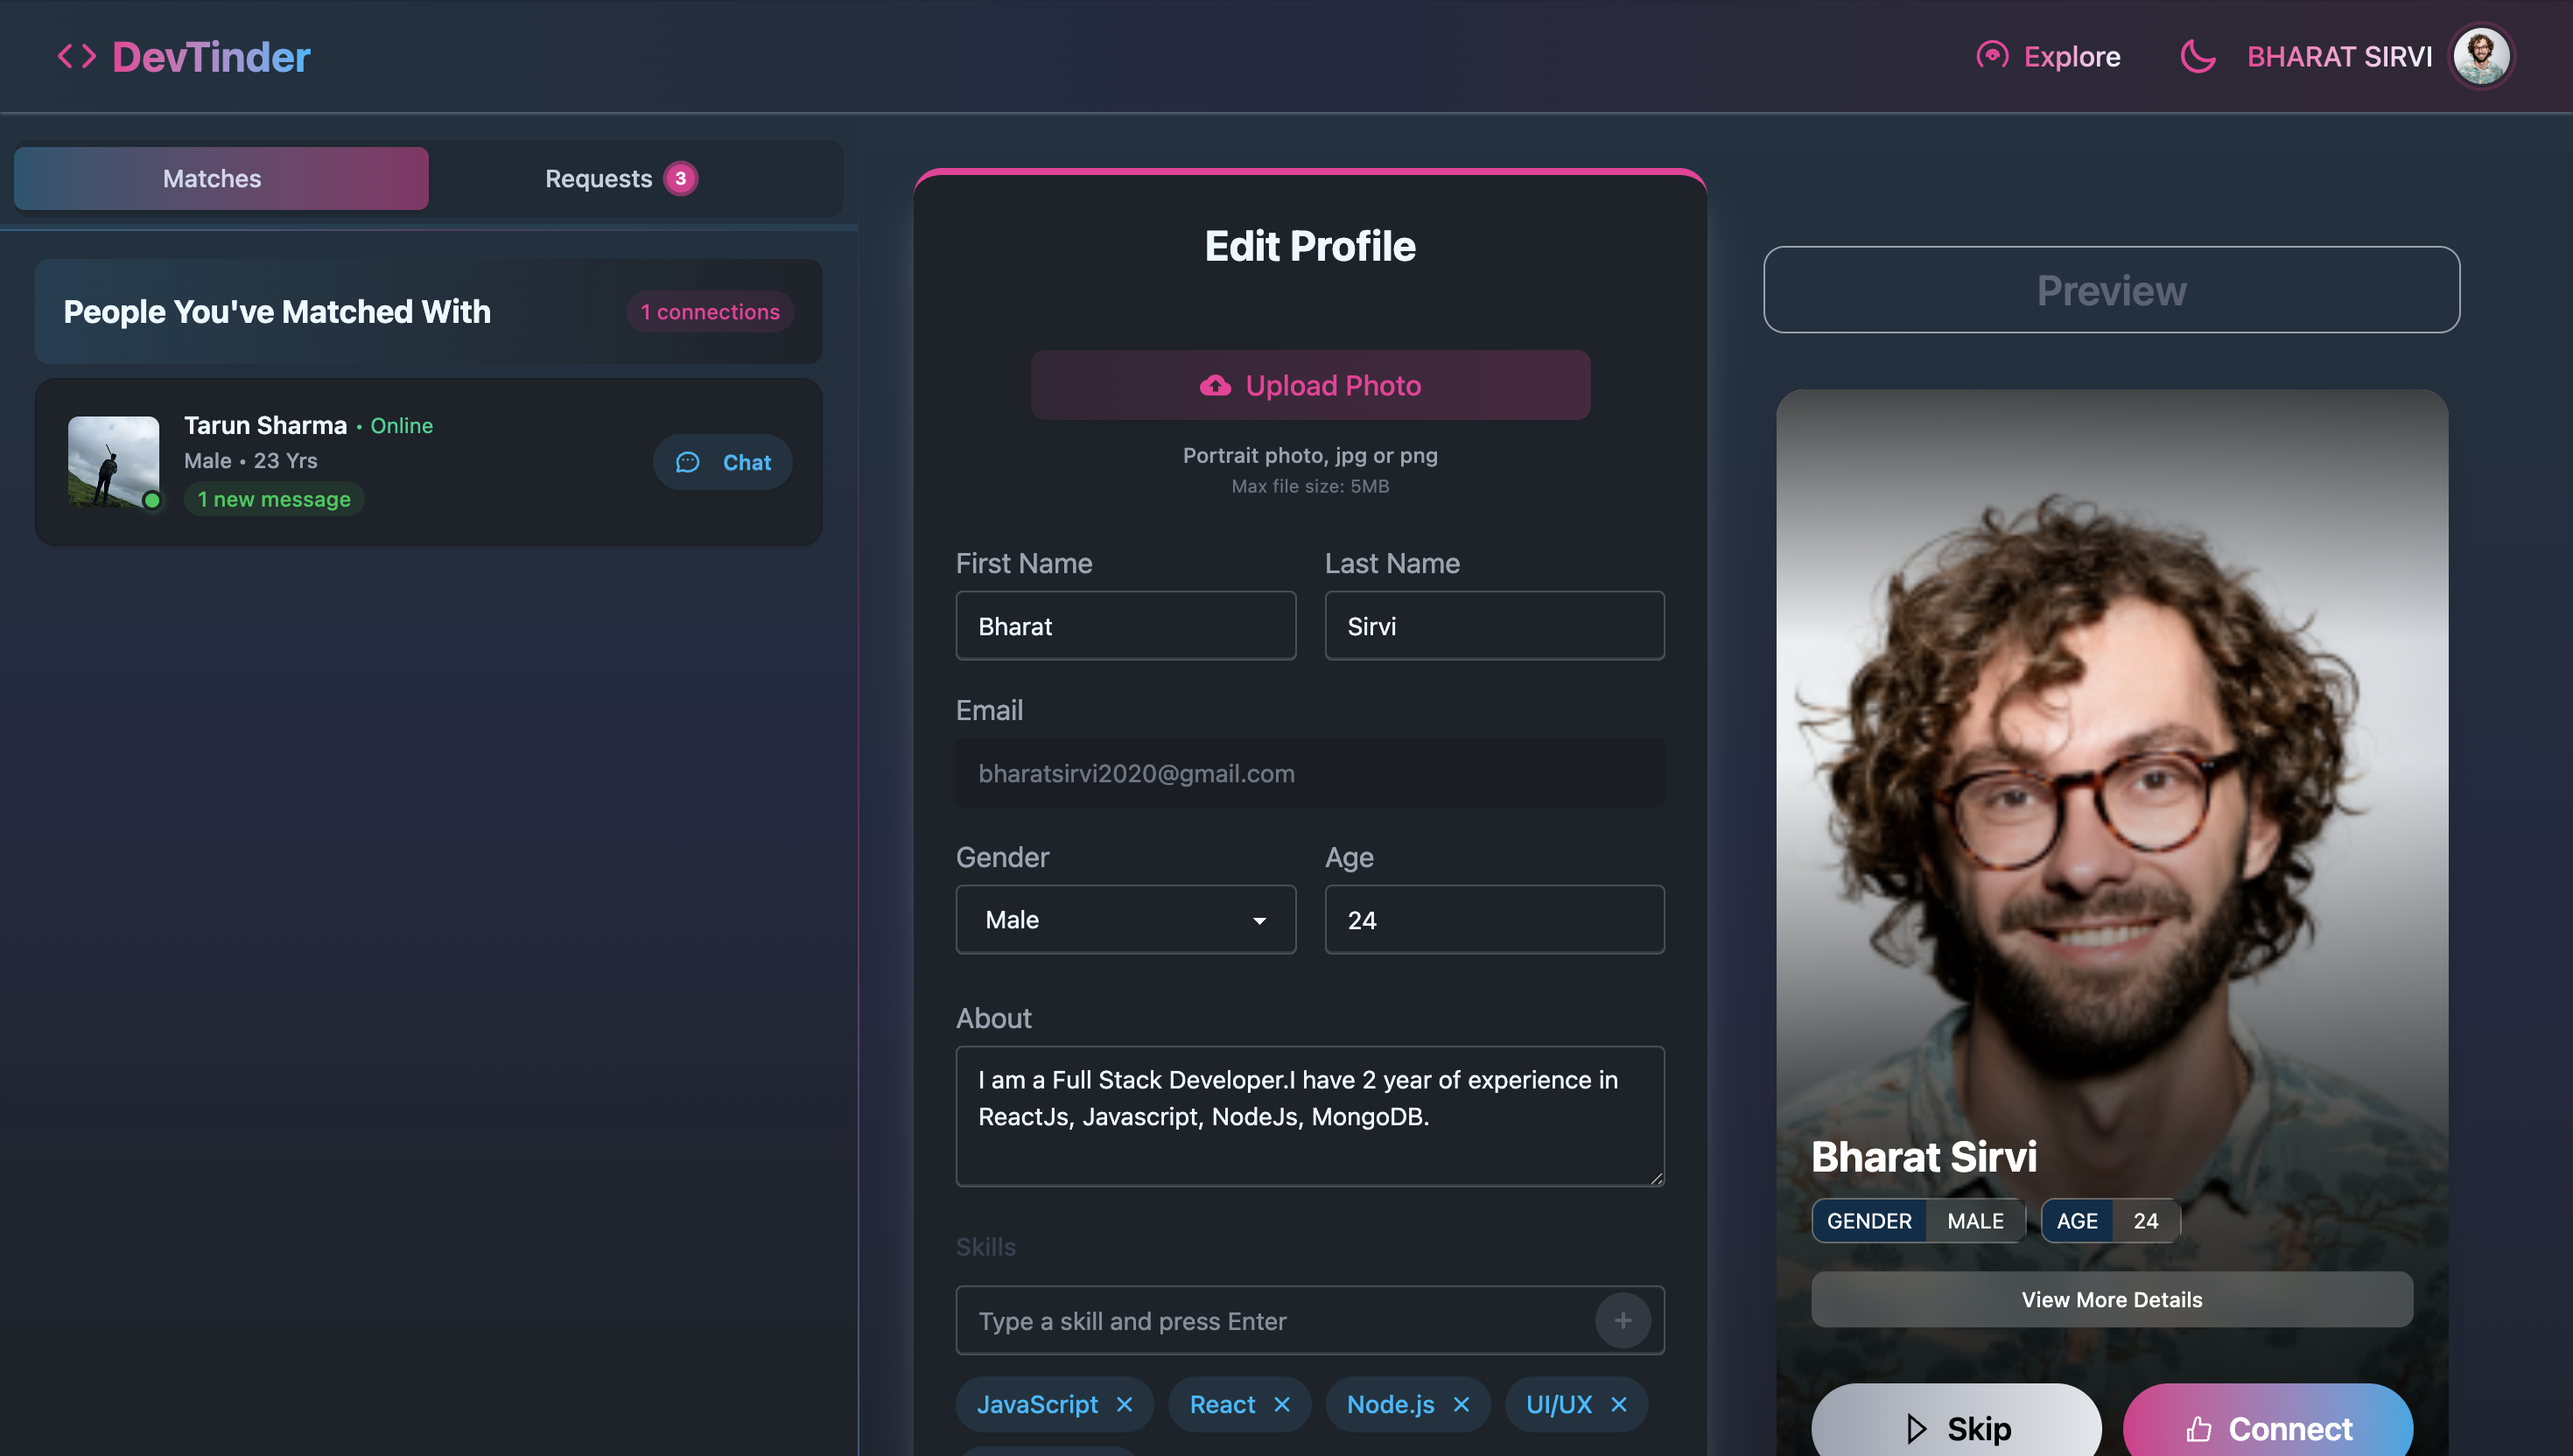 DevTinder
Explore
BHARAT SIRVI
Matches
Requests 3
People You've Matched With
1 connections
Tarun Sharma • Online
Male • 23 Yrs
1 new message
Chat
Edit Profile
Upload Photo
Portrait photo, jpg or png
Max file size: 5MB
First Name
Last Name
Bharat
Sirvi
Email
bharatsirvi2020@gmail.com
Gender
Age
Male
24
About
I am a Full Stack Developer.I have 2 year of experience in
ReactJs, Javascript, NodeJs, MongoDB.
Skills
Type a skill and press Enter
JavaScript
React
Node.js
UI/UX
Preview
Bharat Sirvi
GENDER MALE AGE 24
View More Details
Skip
Connect